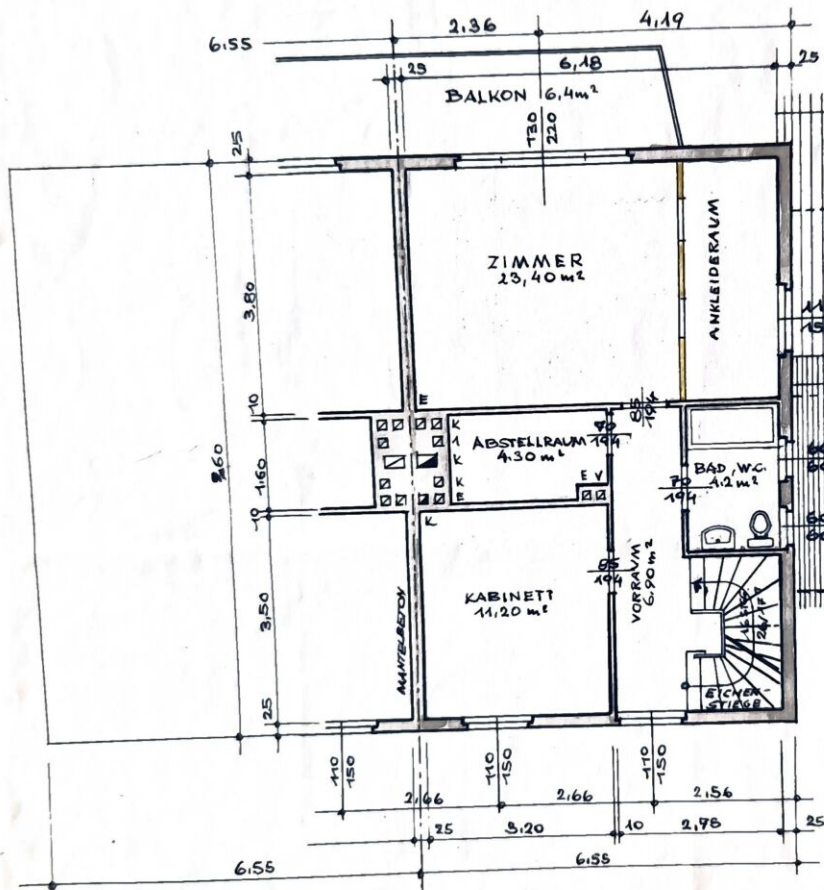 2,36
4,19
6,55
25
6,18
25
BALKON 6,4m²
130
220
25
ZIMMER
23,40 m²
ANKLEIDERAUM
3,80
10
E
85
194
K
1
K
K
E
ABSTELLRAUM
4.30 m²
70
194
E V
BAD, W.C.
4.2 m²
70
194
1,60
10
K
KABINETT
11,20 m²
85
194
VORRAUM
6.90 m²
3,50
MANTELBETON
EICHEN-
STIEGE
25
110
150
110
150
170
150
2,66
2,66
2,56
25
3.20
10
2,78
25
6.55
6.55